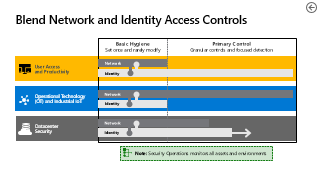 Blend Network and Identity Access Controls
Basic Hygiene
Set once and rarely modify
Primary Control
Granular controls and focused detection
User Access
and Productivity
Network
Identity
Operational Technology
(OT) and Industrial IoT
Network
Identity
Datacenter
Security
Network
Identity
Note: Security Operations monitors all assets and environments